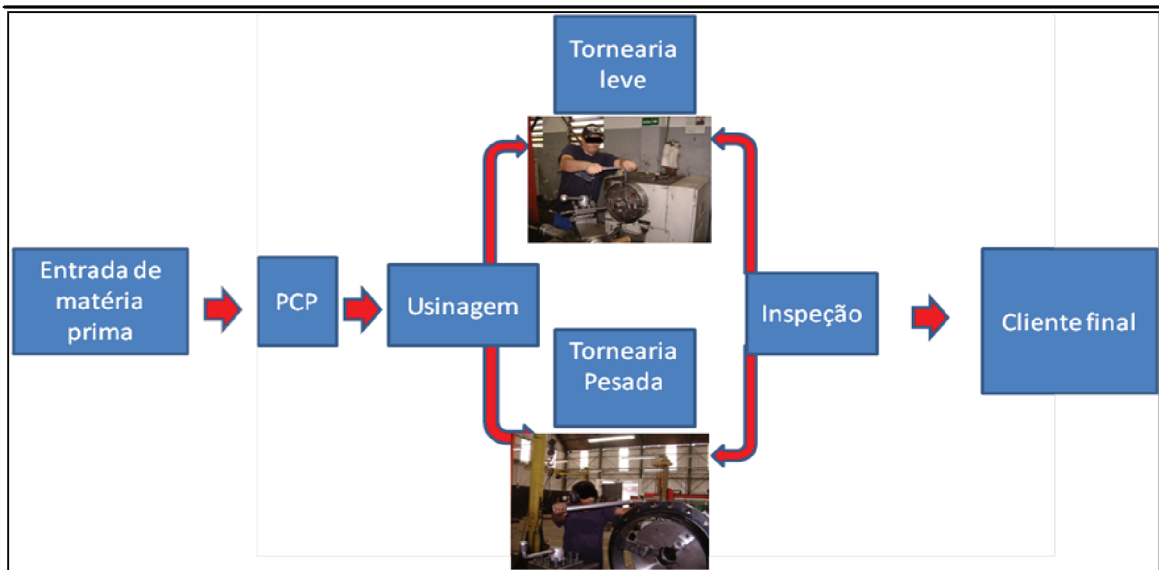 Tornearia
leve
Entrada de
matéria
prima
PCP
Usinagem
Tornearia
Pesada
Inspeção
Cliente final